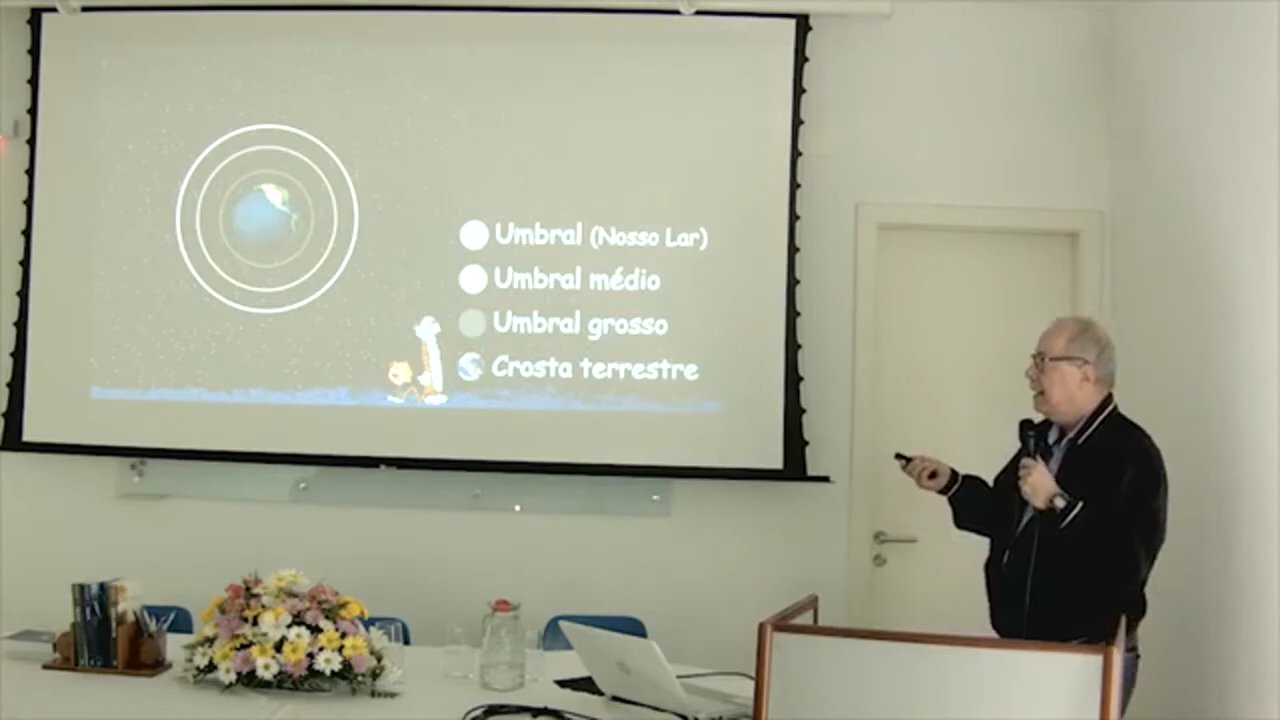 Umbral (Nosso Lar)
Umbral médio
Umbral grosso
Crosta terrestre